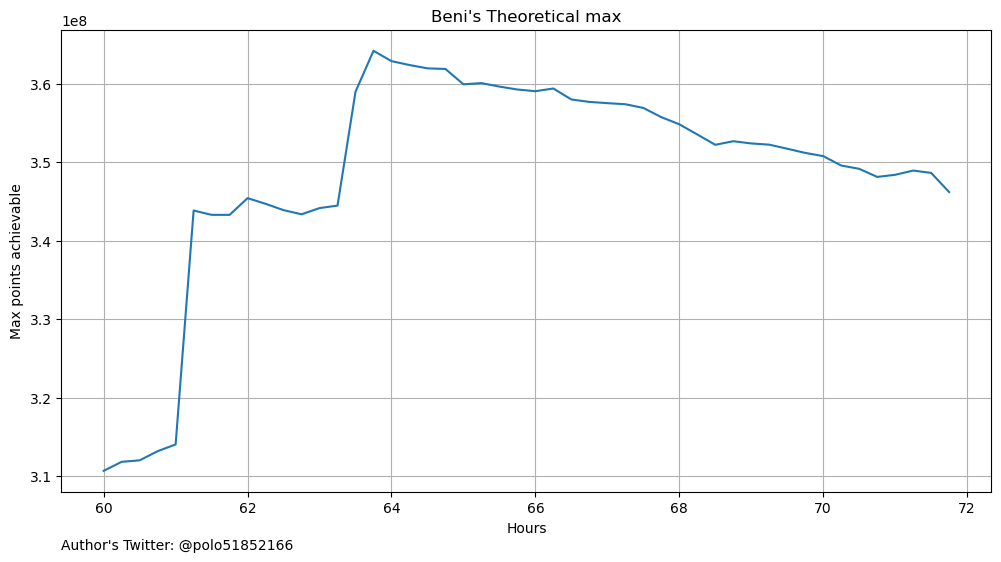 Beni's Theoretical max
1e8
Max points achievable
3.6
3.5
3.4
3.3
3.2
3.1
60 62 64 66 68 70 72
Hours
Author's Twitter: @polo51852166